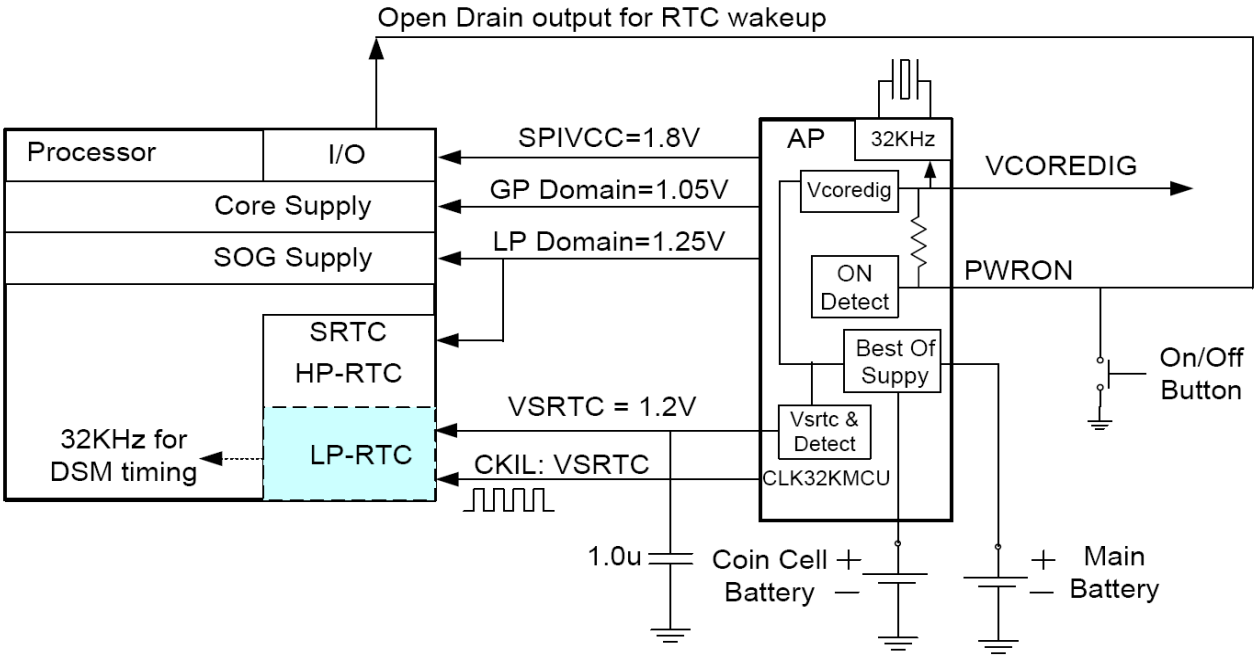 Open Drain output for RTC wakeup
Processor
I/O
Core Supply
SOG Supply
SRTC
HP-RTC
LP-RTC
32KHz for
DSM timing
SPIVCC=1.8V
GP Domain=1.05V
LP Domain=1.25V
VSRTC = 1.2V
CKIL: VSRTC
1.0u
AP
32KHz
Vcoredig
ON
Detect
Best Of
Suppy
Vsrtc &
Detect
CLK32KMCU
VCOREDIG
PWRON
On/Off
Button
Coin Cell
Battery
+
−
+
−
Main
Battery